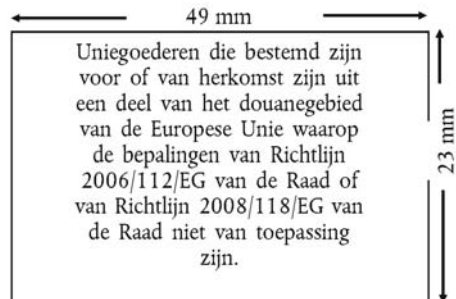 49 mm
Uniegoederen die bestemd zijn
voor of van herkomst zijn uit
een deel van het douanegebied
van de Europese Unie waarop
de bepalingen van Richtlijn
2006/112/EG van de Raad of
van Richtlijn 2008/118/EG van
de Raad niet van toepassing
zijn.
23 mm